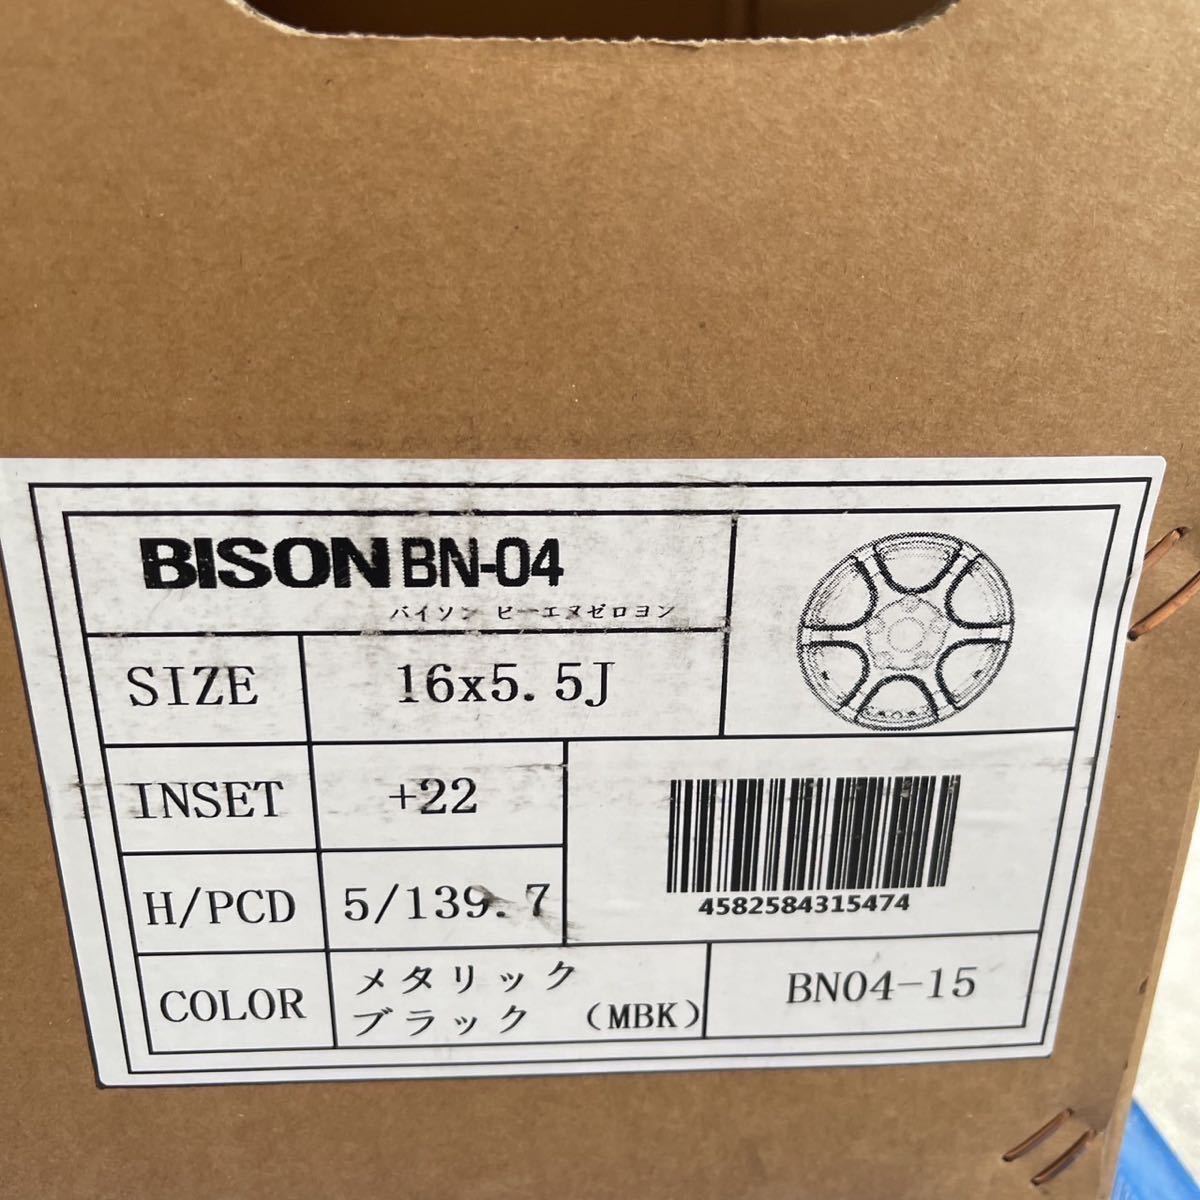 BISON BN-04
バイソン ビーエヌゼロヨン
SIZE 16x5.5J
INSET +22
H/PCD 5/139.7
4582584315474
COLOR メタリック
ブラック (MBK)
BN04-15